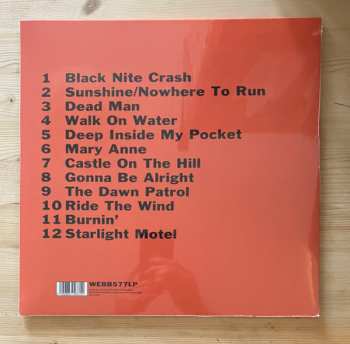 1 Black Nite Crash
2 Sunshine/Nowhere To Run
3 Dead Man
4 Walk On Water
5 Deep Inside My Pocket
6 Mary Anne
7 Castle On The Hill
8 Gonna Be Alright
9 The Dawn Patrol
10 Ride The Wind
11 Burnin'
12 Starlight Motel
WEBB577LP